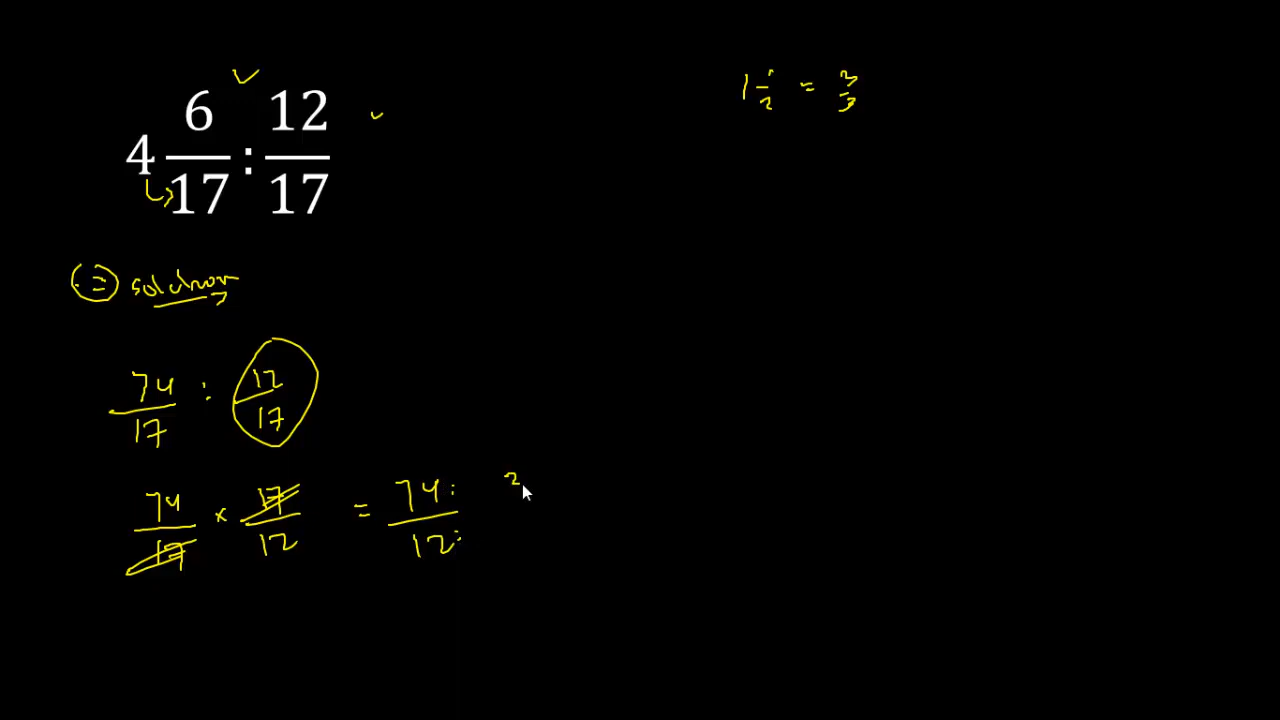 4 6/17 : 12/17
1 1/2 = 3/3
solution
74/17 : 12/17
74/17 × 17/12 = 74:/12: 2